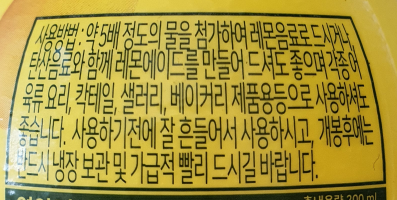 사용방법 : 약 5배 정도의 물을 첨가하여 레몬음료로 드시거나,
탄산음료와 함께 레몬에이드를 만들어 드셔도 좋으며 각종 어
육류 요리, 칵테일, 샐러리, 베이커리 제품용등으로 사용하셔도
좋습니다. 사용하기전에 잘 흔들어서 사용하시고, 개봉후에는
반드시 냉장 보관 및 가급적 빨리 드시길 바랍니다.